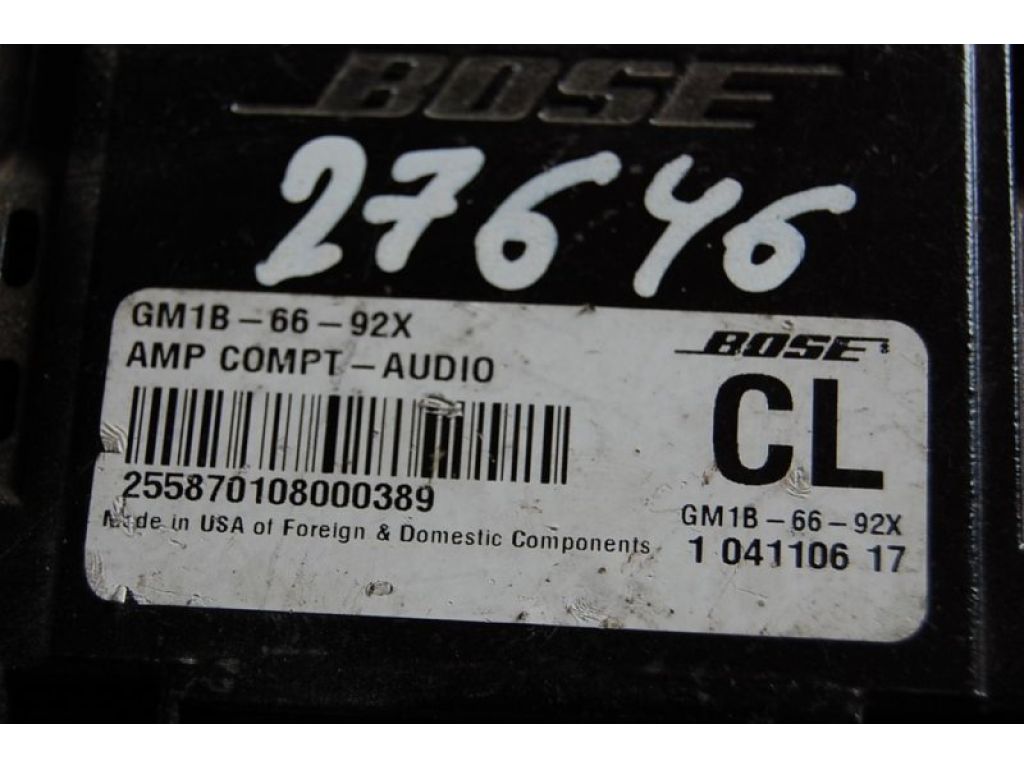 BOSE
27646
GM1B-66-92X
BOSE®
AMP COMPT-AUDIO
CL
255870108000389
GM1B-66-92X
Made in USA of Foreign & Domestic Components
1 041106 17